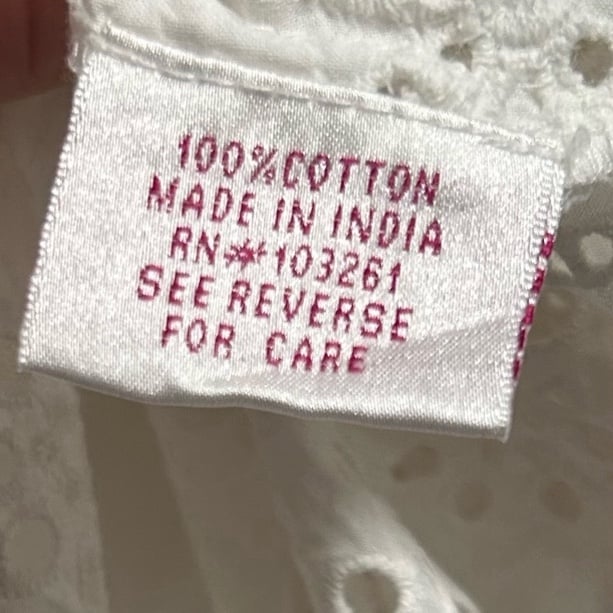 100% COTTON
MADE IN INDIA
RN# 103261
SEE REVERSE
FOR CARE